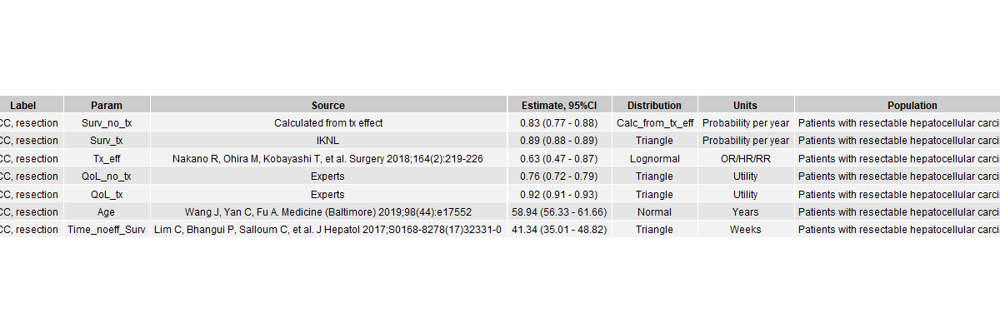 Label Param Source Estimate, 95%CI Distribution Units Population
CC, resection Surv_no_tx Calculated from tx effect 0.83 (0.77 - 0.88) Calc_from_tx_eff Probability per year Patients with resectable hepatocellular carci
CC, resection Surv_tx IKNL 0.89 (0.88 - 0.89) Triangle Probability per year Patients with resectable hepatocellular carci
CC, resection Tx_eff Nakano R, Ohira M, Kobayashi T, et al. Surgery 2018;164(2):219-226 0.63 (0.47 - 0.87) Lognormal OR/HR/RR Patients with resectable hepatocellular carci
CC, resection QoL_no_tx Experts 0.76 (0.72 - 0.79) Triangle Utility Patients with resectable hepatocellular carci
CC, resection QoL_tx Experts 0.92 (0.91 - 0.93) Triangle Utility Patients with resectable hepatocellular carci
CC, resection Age Wang J, Yan C, Fu A. Medicine (Baltimore) 2019;98(44):e17552 58.94 (56.33 - 61.66) Normal Years Patients with resectable hepatocellular carci
CC, resection Time_noeff_Surv Lim C, Bhangui P, Salloum C, et al. J Hepatol 2017;S0168-8278(17)32331-0 41.34 (35.01 - 48.82) Triangle Weeks Patients with resectable hepatocellular carci